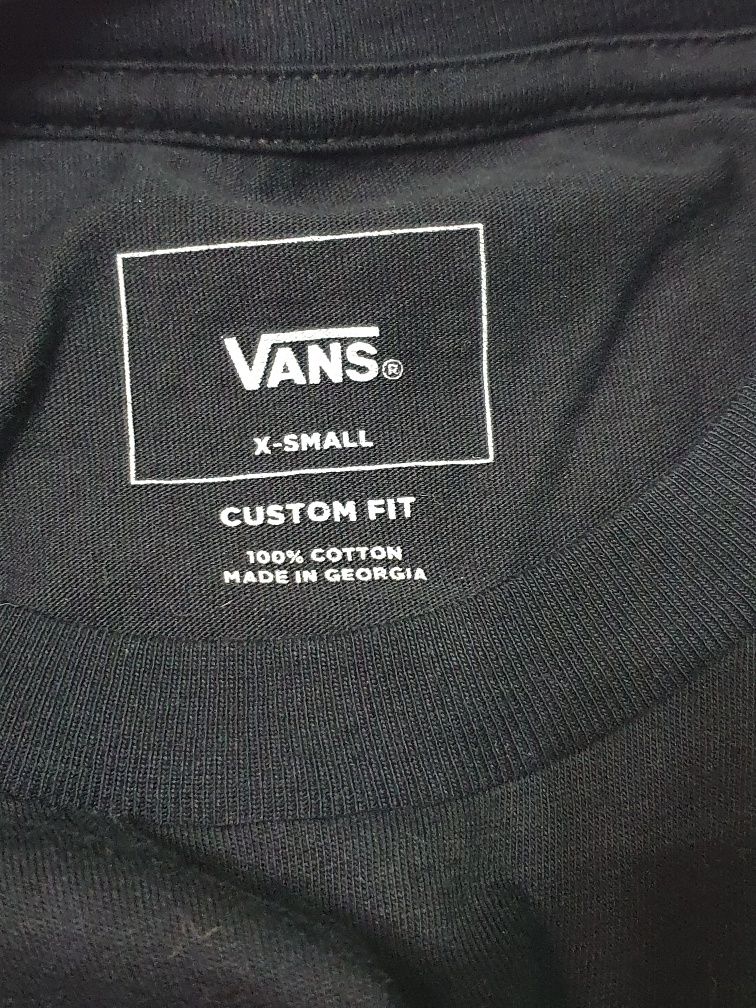 VANS®
X-SMALL
CUSTOM FIT
100% COTTON
MADE IN GEORGIA